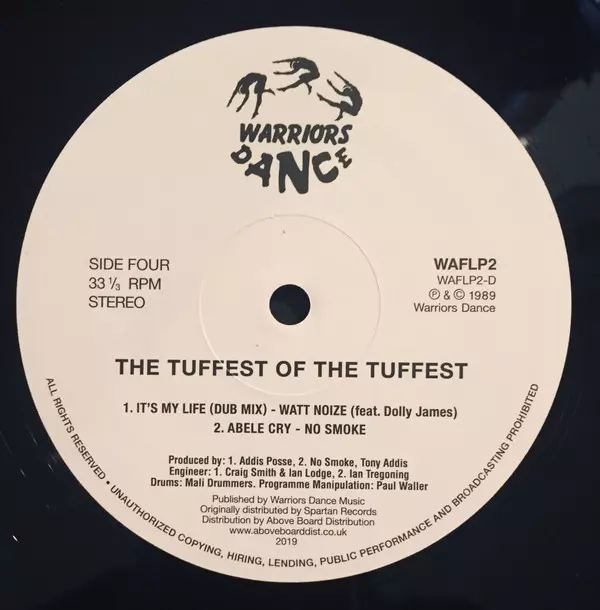 WARRIORS
DANCE
SIDE FOUR
33 1/3 RPM
STEREO
WAFLP2
WAFLP2-D
℗ & © 1989
Warriors Dance
THE TUFFEST OF THE TUFFEST
1. IT'S MY LIFE (DUB MIX) - WATT NOIZE (feat. Dolly James)
2. ABELE CRY - NO SMOKE
Produced by: 1. Addis Posse, 2. No Smoke, Tony Addis
Engineer: 1. Craig Smith & Ian Lodge, 2. Ian Tregoning
Drums: Mali Drummers. Programme Manipulation: Paul Waller
Published by Warriors Dance Music
Originally distributed by Spartan Records
Distribution by Above Board Distribution
www.aboveboarddist.co.uk
2019
ALL RIGHTS RESERVED • UNAUTHORIZED COPYING, HIRING, LENDING, PUBLIC PERFORMANCE AND BROADCASTING PROHIBITED